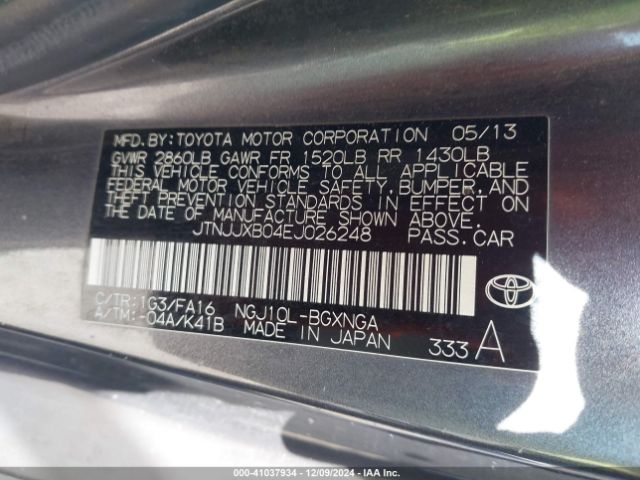 MFD.BY:TOYOTA MOTOR CORPORATION 05/13
GVWR 2860LB GAWR FR 1520LB RR 1430LB
THIS VEHICLE CONFORMS TO ALL APPLICABLE
FEDERAL MOTOR VEHICLE SAFETY, BUMPER, AND
THEFT PREVENTION STANDARDS IN EFFECT ON
THE DATE OF MANUFACTURE SHOWN ABOVE.
JTNJJXB04EJ026248 PASS.CAR
C/TR:1G3/FA16 NGJ10L-BGXNGA
A/TM:-04A/K41B MADE IN JAPAN
333 A
000-41037934 / 12/09/2024 - IAA Inc.